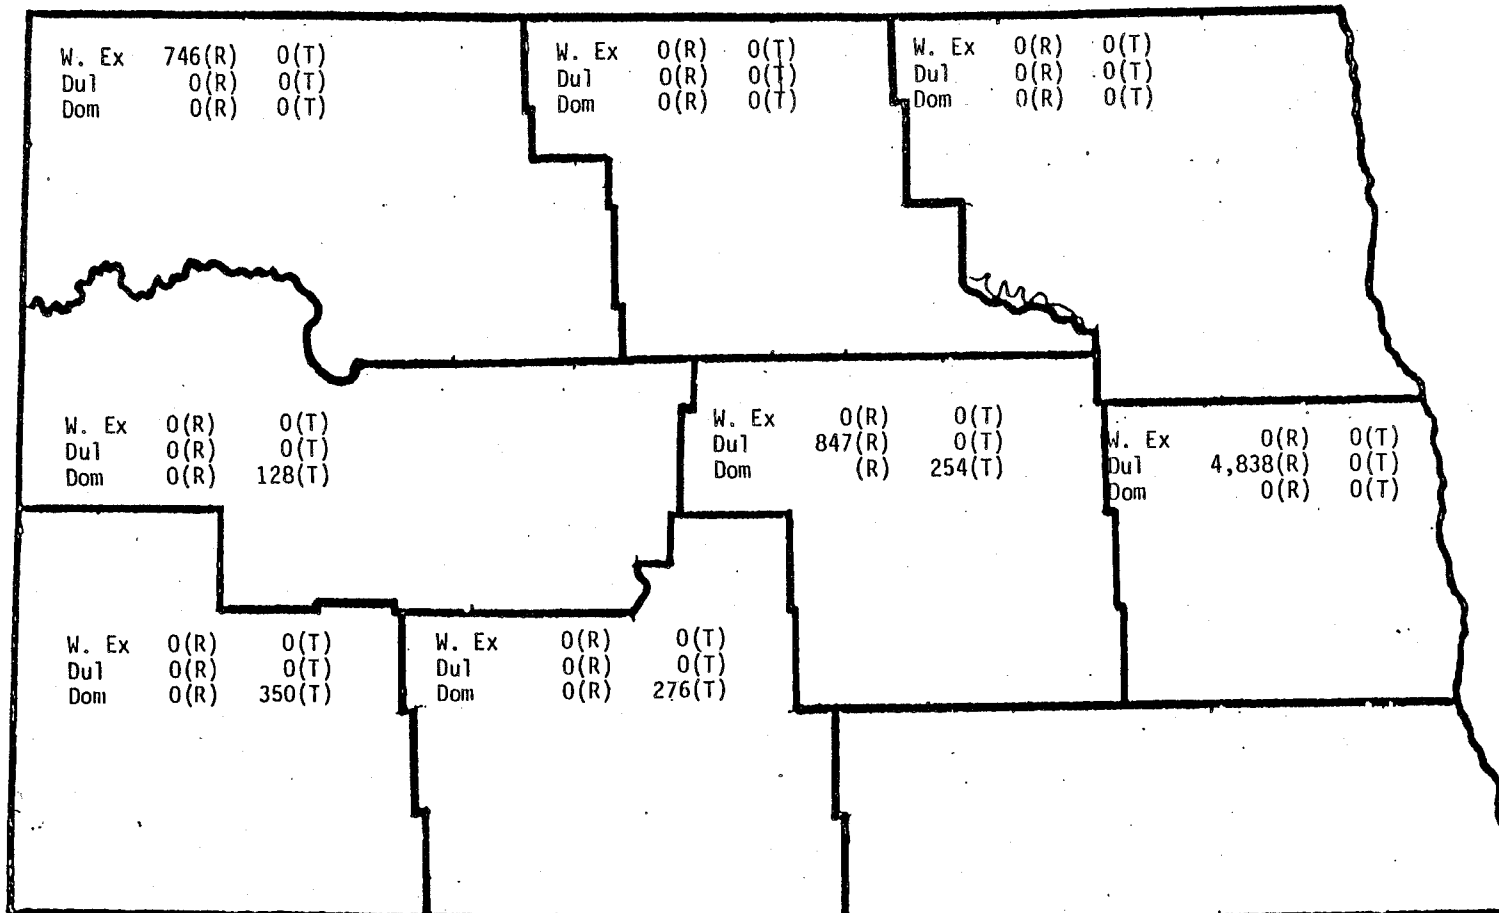 W. Ex 746(R) 0(T)
Dul 0(R) 0(T)
Dom 0(R) 0(T)
W. Ex 0(R) 0(T)
Dul 0(R) 0(T)
Dom 0(R) 0(T)
W. Ex 0(R) 0(T)
Dul 0(R) 0(T)
Dom 0(R) 0(T)
W. Ex 0(R) 0(T)
Dul 0(R) 0(T)
Dom 0(R) 128(T)
W. Ex 0(R) 0(T)
Dul 847(R) 0(T)
Dom (R) 254(T)
W. Ex 0(R) 0(T)
Dul 4,838(R) 0(T)
Dom 0(R) 0(T)
W. Ex 0(R) 0(T)
Dul 0(R) 0(T)
Dom 0(R) 350(T)
W. Ex 0(R) 0(T)
Dul 0(R) 0(T)
Dom 0(R) 276(T)